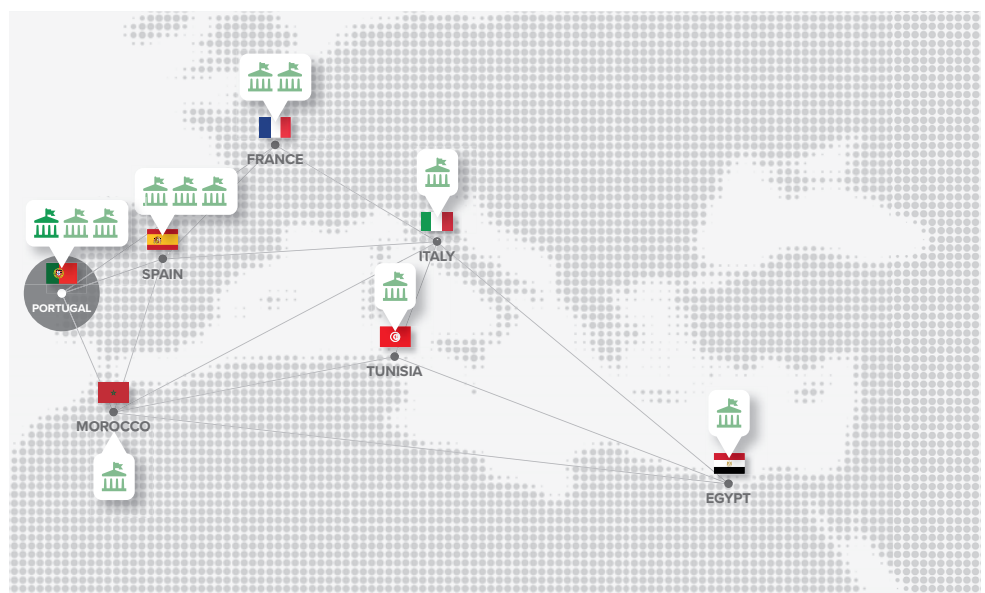 FRANCE
ITALY
SPAIN
PORTUGAL
TUNISIA
MOROCCO
EGYPT